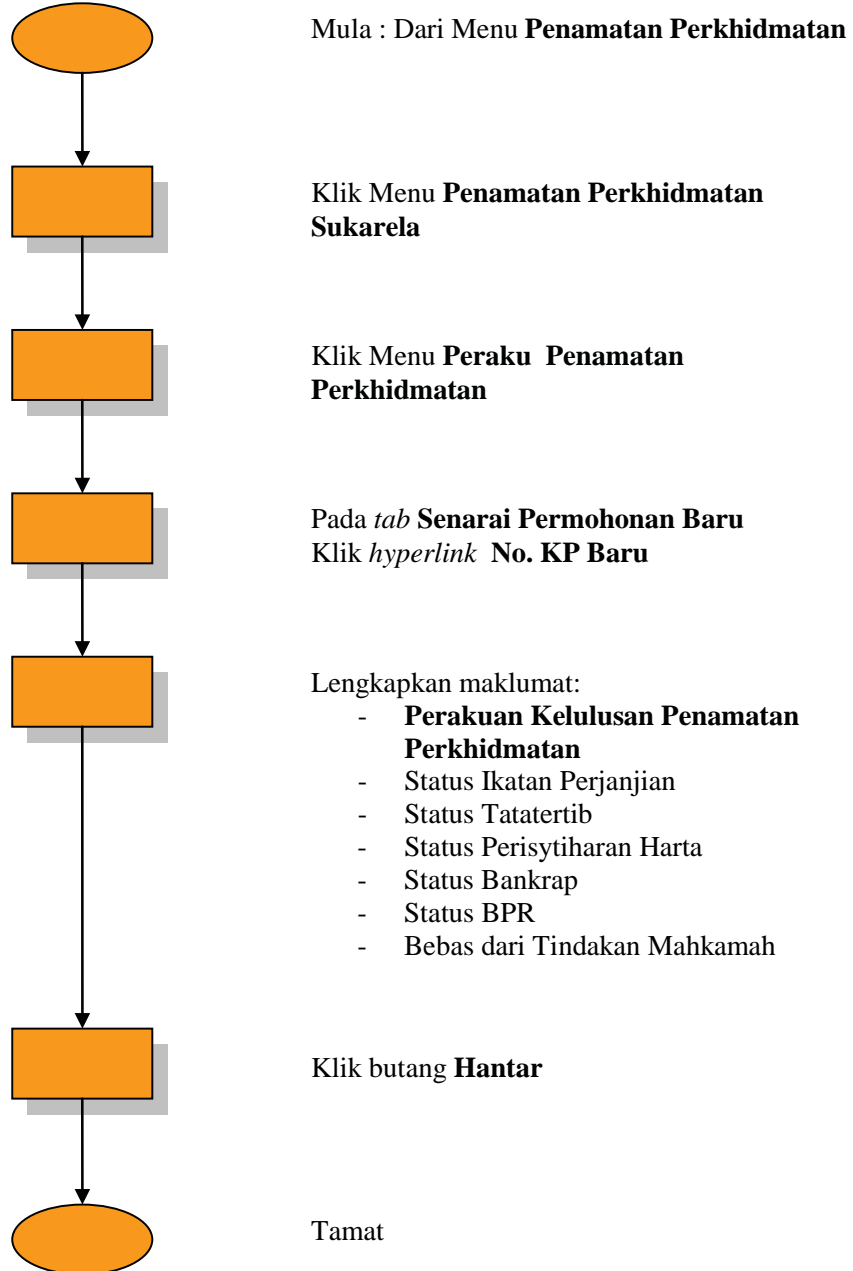 Mula : Dari Menu Penamatan Perkhidmatan
Klik Menu Penamatan Perkhidmatan
Sukarela
Klik Menu Peraku  Penamatan
Perkhidmatan
Pada tab Senarai Permohonan Baru
Klik hyperlink  No. KP Baru
Lengkapkan maklumat:
- Perakuan Kelulusan Penamatan
Perkhidmatan
- Status Ikatan Perjanjian
- Status Tatatertib
- Status Perisytiharan Harta
- Status Bankrap
- Status BPR
- Bebas dari Tindakan Mahkamah
Klik butang Hantar
Tamat